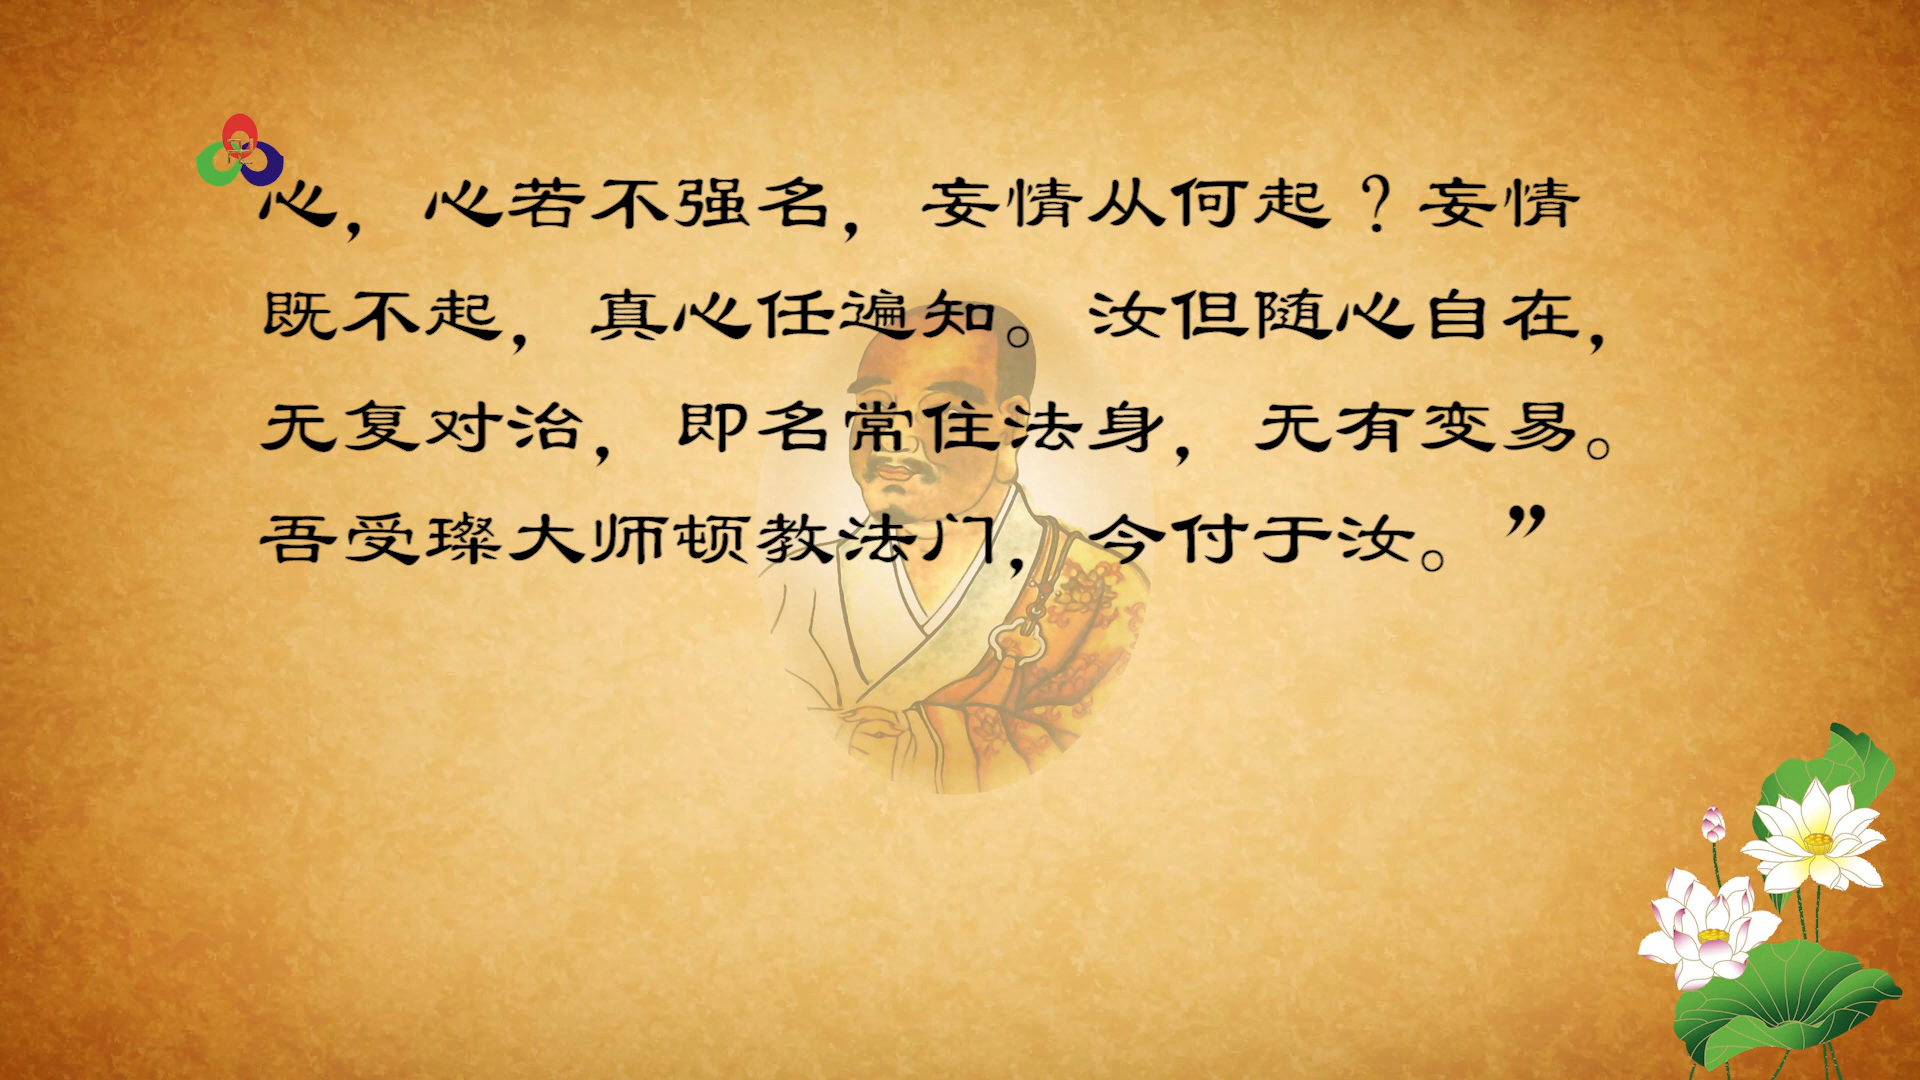 心，心若不强名，妄情从何起？妄情
既不起，真心任遍知。汝但随心自在，
无复对治，即名常住法身，无有变易。
吾受璨大师顿教法门，今付于汝。”